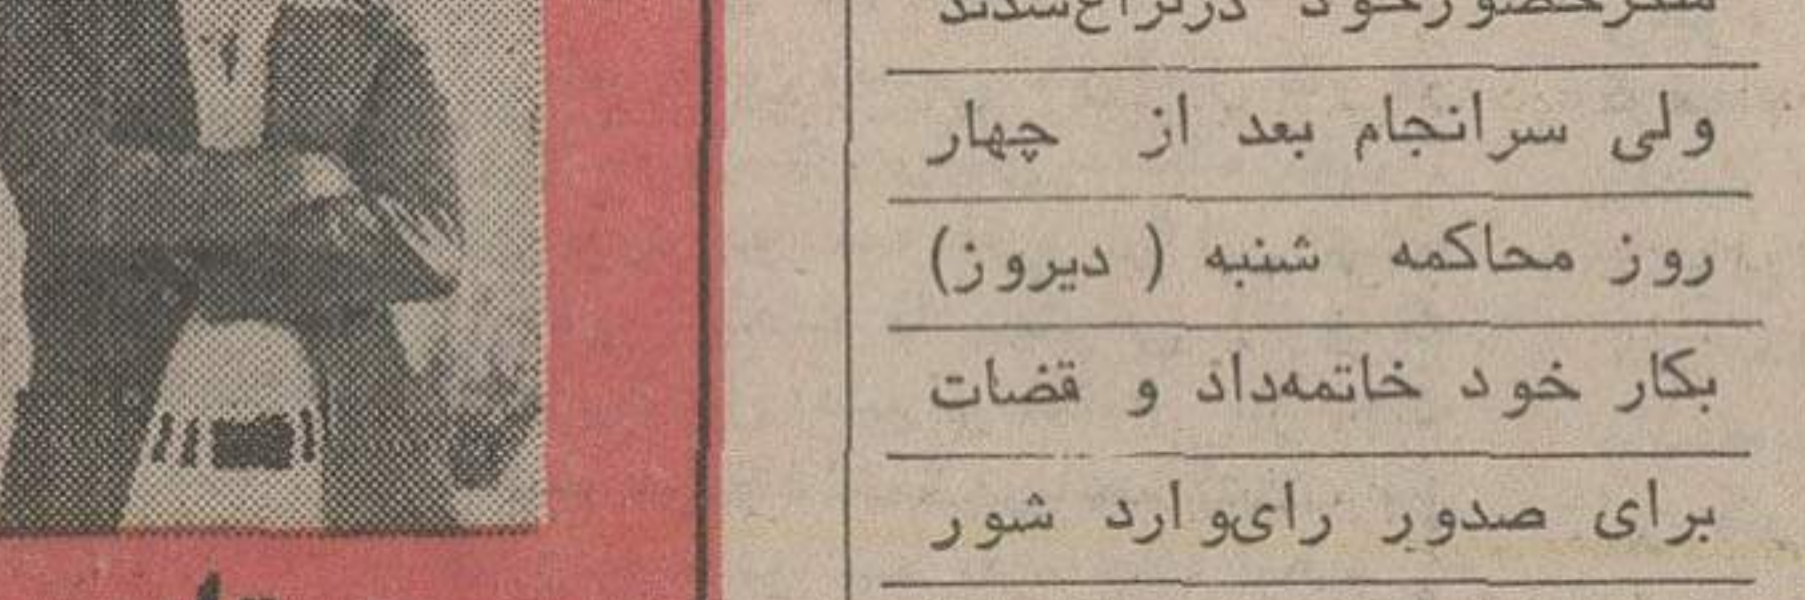 ولی سرانجام بعد از چهار
روز محاکمه شنبه ( دیروز)
بکار خود خاتمه‌داد و قضات
برای صدور رای‌وارد شور